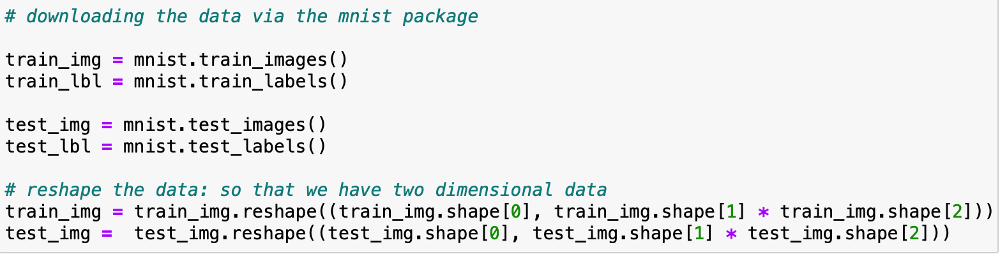 # downloading the data via the mnist package
train_img = mnist.train_images()
train_lbl = mnist.train_labels()
test_img = mnist.test_images()
test_lbl = mnist.test_labels()
# reshape the data: so that we have two dimensional data
train_img = train_img.reshape((train_img.shape[0], train_img.shape[1] * train_img.shape[2]))
test_img =  test_img.reshape((test_img.shape[0], test_img.shape[1] * test_img.shape[2]))